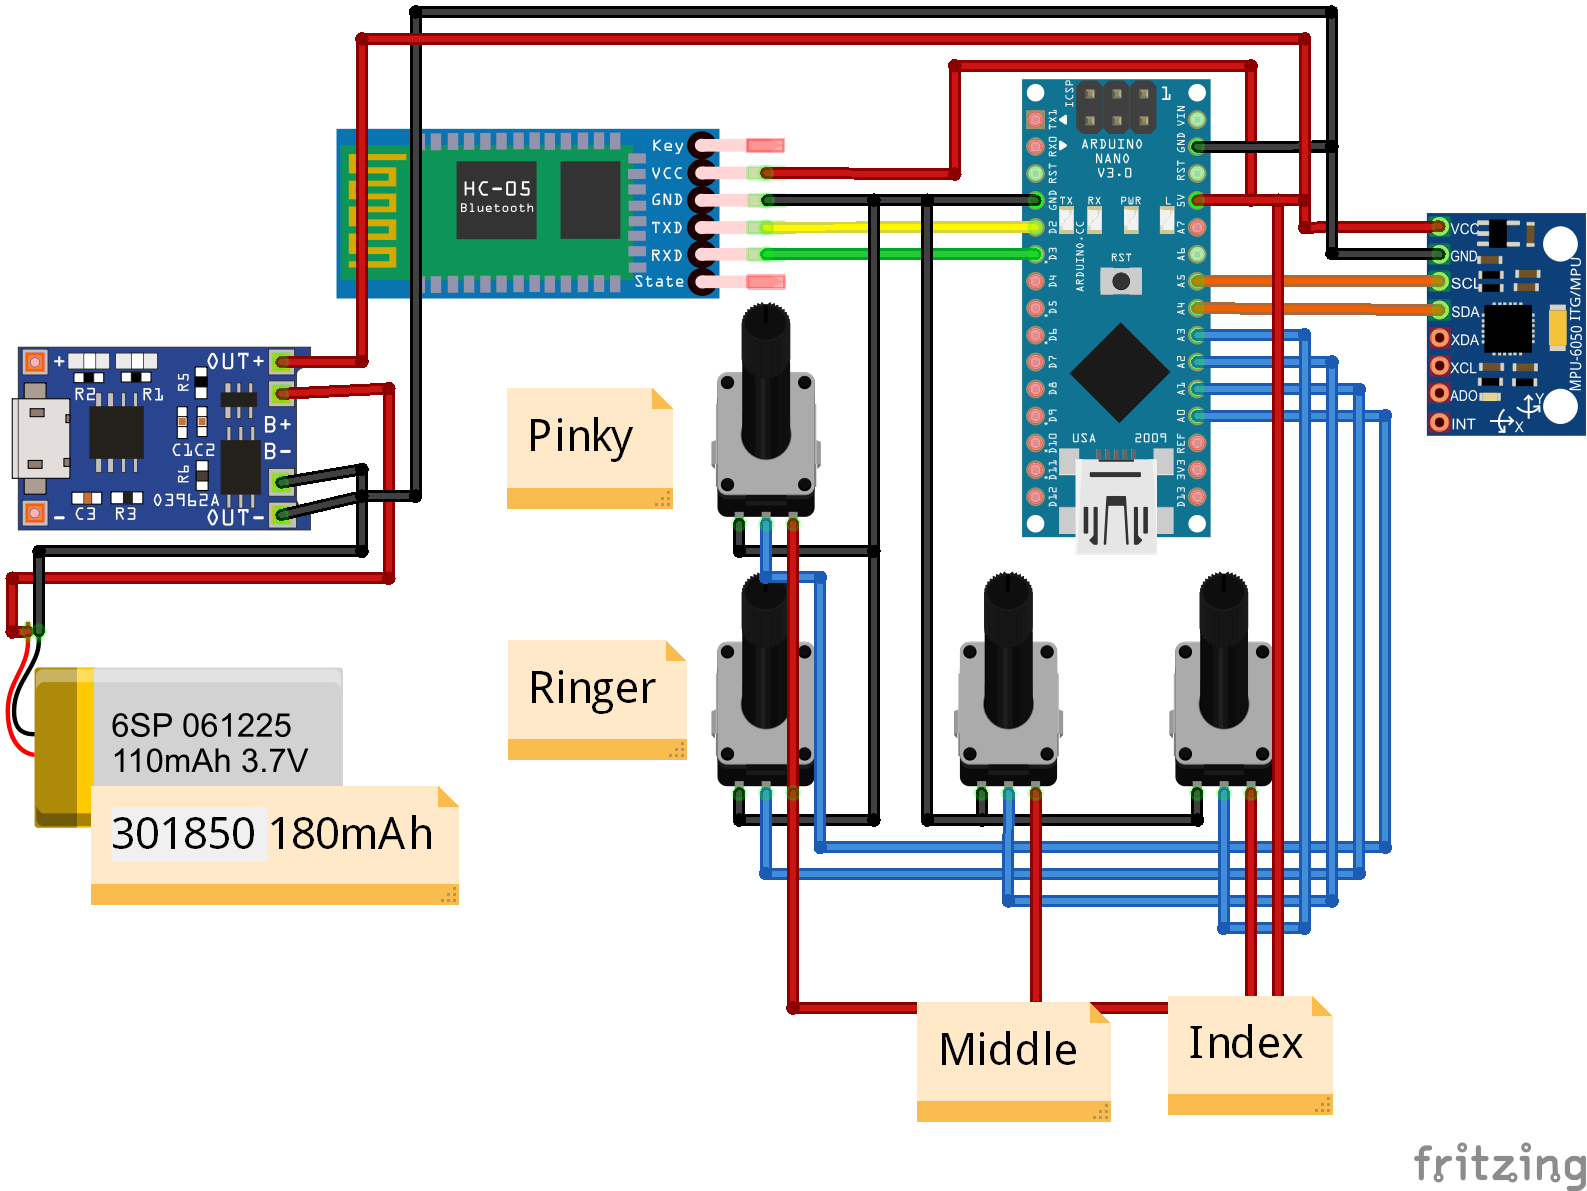 Key
VCC
GND
TXD
RXD
State
HC-05
Bluetooth
ICSP
1
ARDUINO
NANO
V3.0
TX1
RX0
RST
GND
D2
D3
D4
D5
D6
D7
D8
D9
D10
D11
D12
VIN
GND
RST
5V
A7
A6
A5
A4
A3
A2
A1
A0
REF
3V3
D13
TX
RX
PWR
L
ARDUINO.CC
RST
USA
2009
VCC
GND
SCL
SDA
XDA
XCL
ADO
INT
MPU-6050 ITG/MPU
Y
X
+
R2
R1
R5
OUT+
B+
B-
C1
C2
R6
C3
R3
03962A
-
OUT-
6SP 061225
110mAh 3.7V
301850 180mAh
Pinky
Ringer
Middle
Index
fritzing